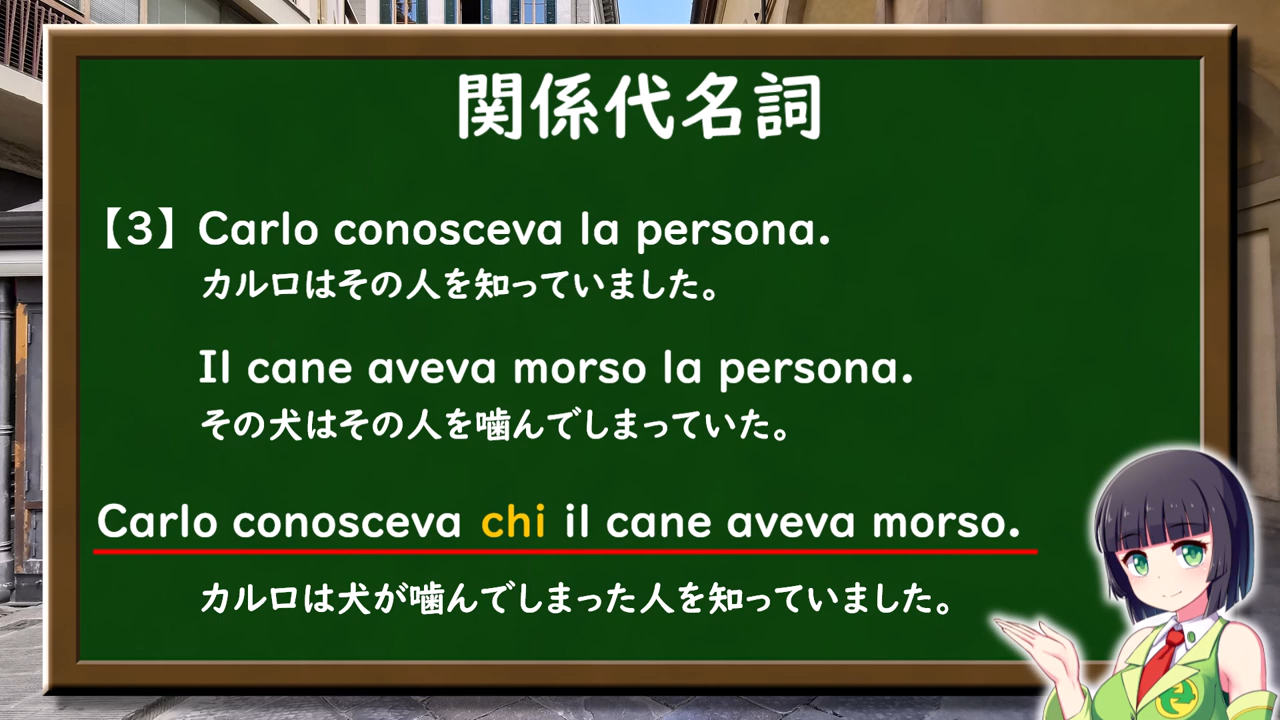 関係代名詞
【3】Carlo conosceva la persona.
カルロはその人を知っていました。
Il cane aveva morso la persona.
その犬はその人を噛んでしまっていた。
Carlo conosceva chi il cane aveva morso.
カルロは犬が噛んでしまった人を知っていました。